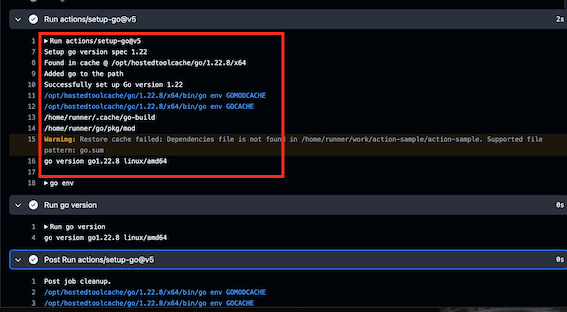 Run actions/setup-go@v5 2s
1 Run actions/setup-go@v5
7 Setup go version spec 1.22
8 Found in cache @ /opt/hostedtoolcache/go/1.22.8/x64
9 Added go to the path
10 Successfully set up Go version 1.22
11 /opt/hostedtoolcache/go/1.22.8/x64/bin/go env GOMODCACHE
12 /opt/hostedtoolcache/go/1.22.8/x64/bin/go env GOCACHE
13 /home/runner/.cache/go-build
14 /home/runner/go/pkg/mod
15 Warning: Restore cache failed: Dependencies file is not found in /home/runner/work/action-sample/action-sample. Supported file
pattern: go.sum
16 go version go1.22.8 linux/amd64
17
18 go env
Run go version 0s
1 Run go version
4 go version go1.22.8 linux/amd64
Post Run actions/setup-go@v5 0s
1 Post job cleanup.
2 /opt/hostedtoolcache/go/1.22.8/x64/bin/go env GOMODCACHE
3 /opt/hostedtoolcache/go/1.22.8/x64/bin/go env GOCACHE